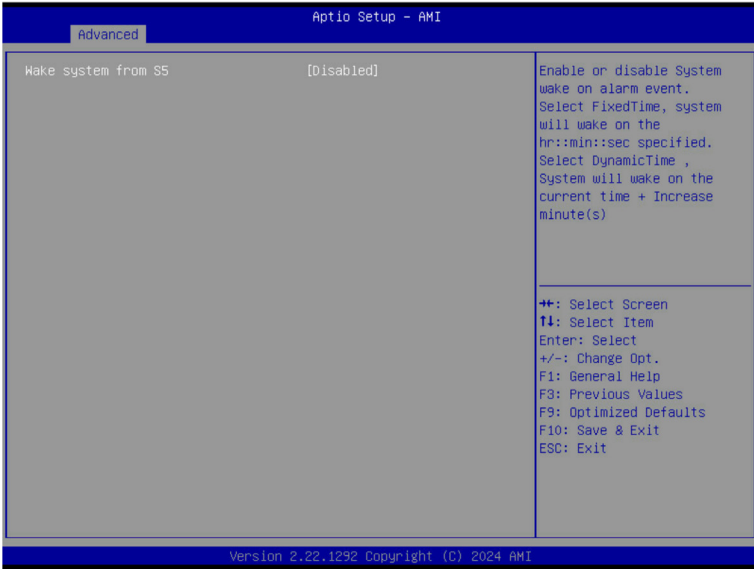 Aptio Setup – AMI
Advanced
Wake system from S5 [Disabled]
Enable or disable System
wake on alarm event.
Select FixedTime, system
will wake on the
hr::min::sec specified.
Select DynamicTime ,
System will wake on the
current time + Increase
minute(s)
→←: Select Screen
↑↓: Select Item
Enter: Select
+/-: Change Opt.
F1: General Help
F3: Previous Values
F9: Optimized Defaults
F10: Save & Exit
ESC: Exit
Version 2.22.1292 Copyright (C) 2024 AMI